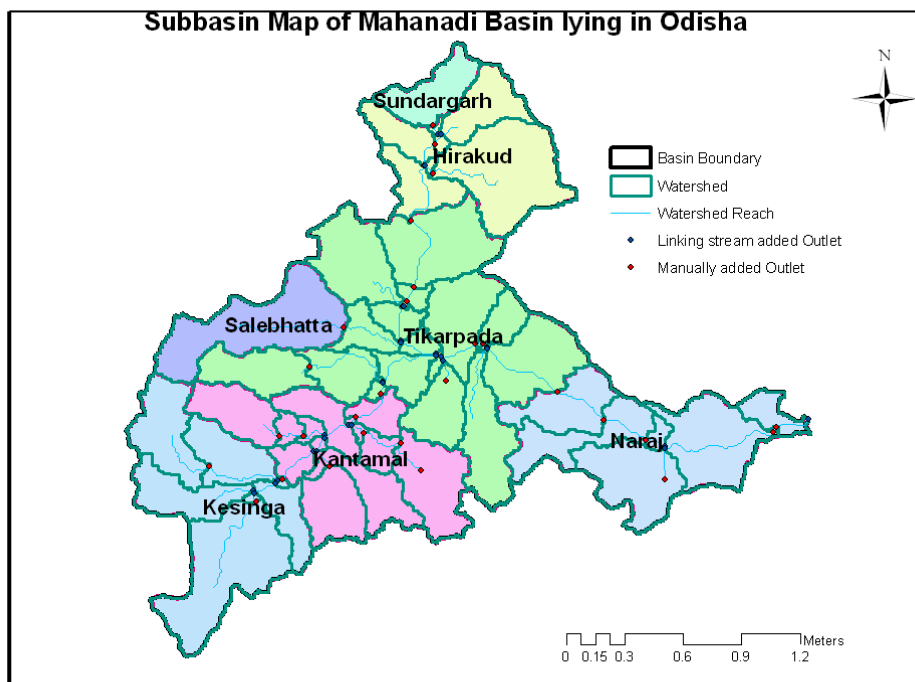 Subbasin Map of Mahanadi Basin lying in Odisha
N
Sundargarh
Hirakud
Basin Boundary
Watershed
Watershed Reach
Linking stream added Outlet
Manually added Outlet
Salebhatta
Tikarpada
Naraj
Kantamal
Kesinga
Meters
0 0.15 0.3 0.6 0.9 1.2